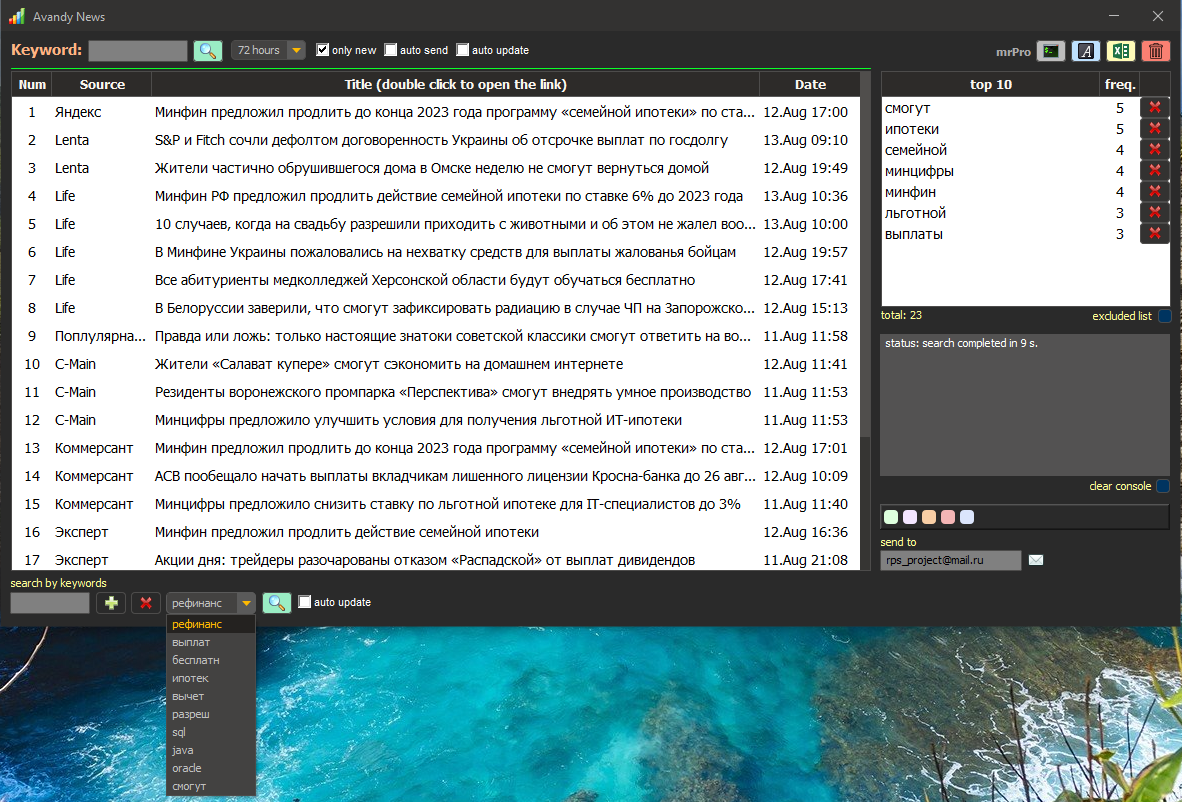 Avandy News
Keyword: 72 hours only new auto send auto update mrPro
Num Source Title (double click to open the link) Date
1 Яндекс Минфин предложил продлить до конца 2023 года программу «семейной ипотеки» по ста... 12.Aug 17:00
2 Lenta S&P и Fitch сочли дефолтом договоренность Украины об отсрочке выплат по госдолгу 13.Aug 09:10
3 Lenta Жители частично обрушившегося дома в Омске неделю не смогут вернуться домой 12.Aug 19:49
4 Life Минфин РФ предложил продлить действие семейной ипотеки по ставке 6% до 2023 года 13.Aug 10:36
5 Life 10 случаев, когда на свадьбу разрешили приходить с животными и об этом не жалел воо... 13.Aug 10:00
6 Life В Минфине Украины пожаловались на нехватку средств для выплаты жалованья бойцам 12.Aug 19:57
7 Life Все абитуриенты медколледжей Херсонской области будут обучаться бесплатно 12.Aug 17:41
8 Life В Белоруссии заверили, что смогут зафиксировать радиацию в случае ЧП на Запорожско... 12.Aug 15:13
9 Поппулярна... Правда или ложь: только настоящие знатоки советской классики смогут ответить на во... 11.Aug 11:58
10 C-Main Жители «Салават купере» смогут сэкономить на домашнем интернете 12.Aug 11:41
11 C-Main Резиденты воронежского промпарка «Перспектива» смогут внедрять умное производство 11.Aug 11:53
12 C-Main Минцифры предложило улучшить условия для получения льготной ИТ-ипотеки 11.Aug 11:53
13 Коммерсант Минфин предложил продлить до конца 2023 года программу «семейной ипотеки» по ста... 12.Aug 17:01
14 Коммерсант АСВ пообещало начать выплаты вкладчикам лишенного лицензии Кросна-банка до 26 авг... 12.Aug 10:09
15 Коммерсант Минцифры предложило снизить ставку по льготной ипотеке для IT-специалистов до 3% 11.Aug 11:40
16 Эксперт Минфин предложил продлить действие семейной ипотеки 12.Aug 16:36
17 Эксперт Акции дня: трейдеры разочарованы отказом «Распадской» от выплат дивидендов 11.Aug 21:08
top 10 freq.
смогут 5
ипотеки 5
семейной 4
минцифры 4
минфин 4
льготной 3
выплаты 3
total: 23 excluded list
status: search completed in 9 s.
clear console
send to
rps_project@mail.ru
search by keywords
рефинанс auto update
рефинанс
выплат
бесплатн
ипотек
вычет
разреш
sql
java
oracle
смогут